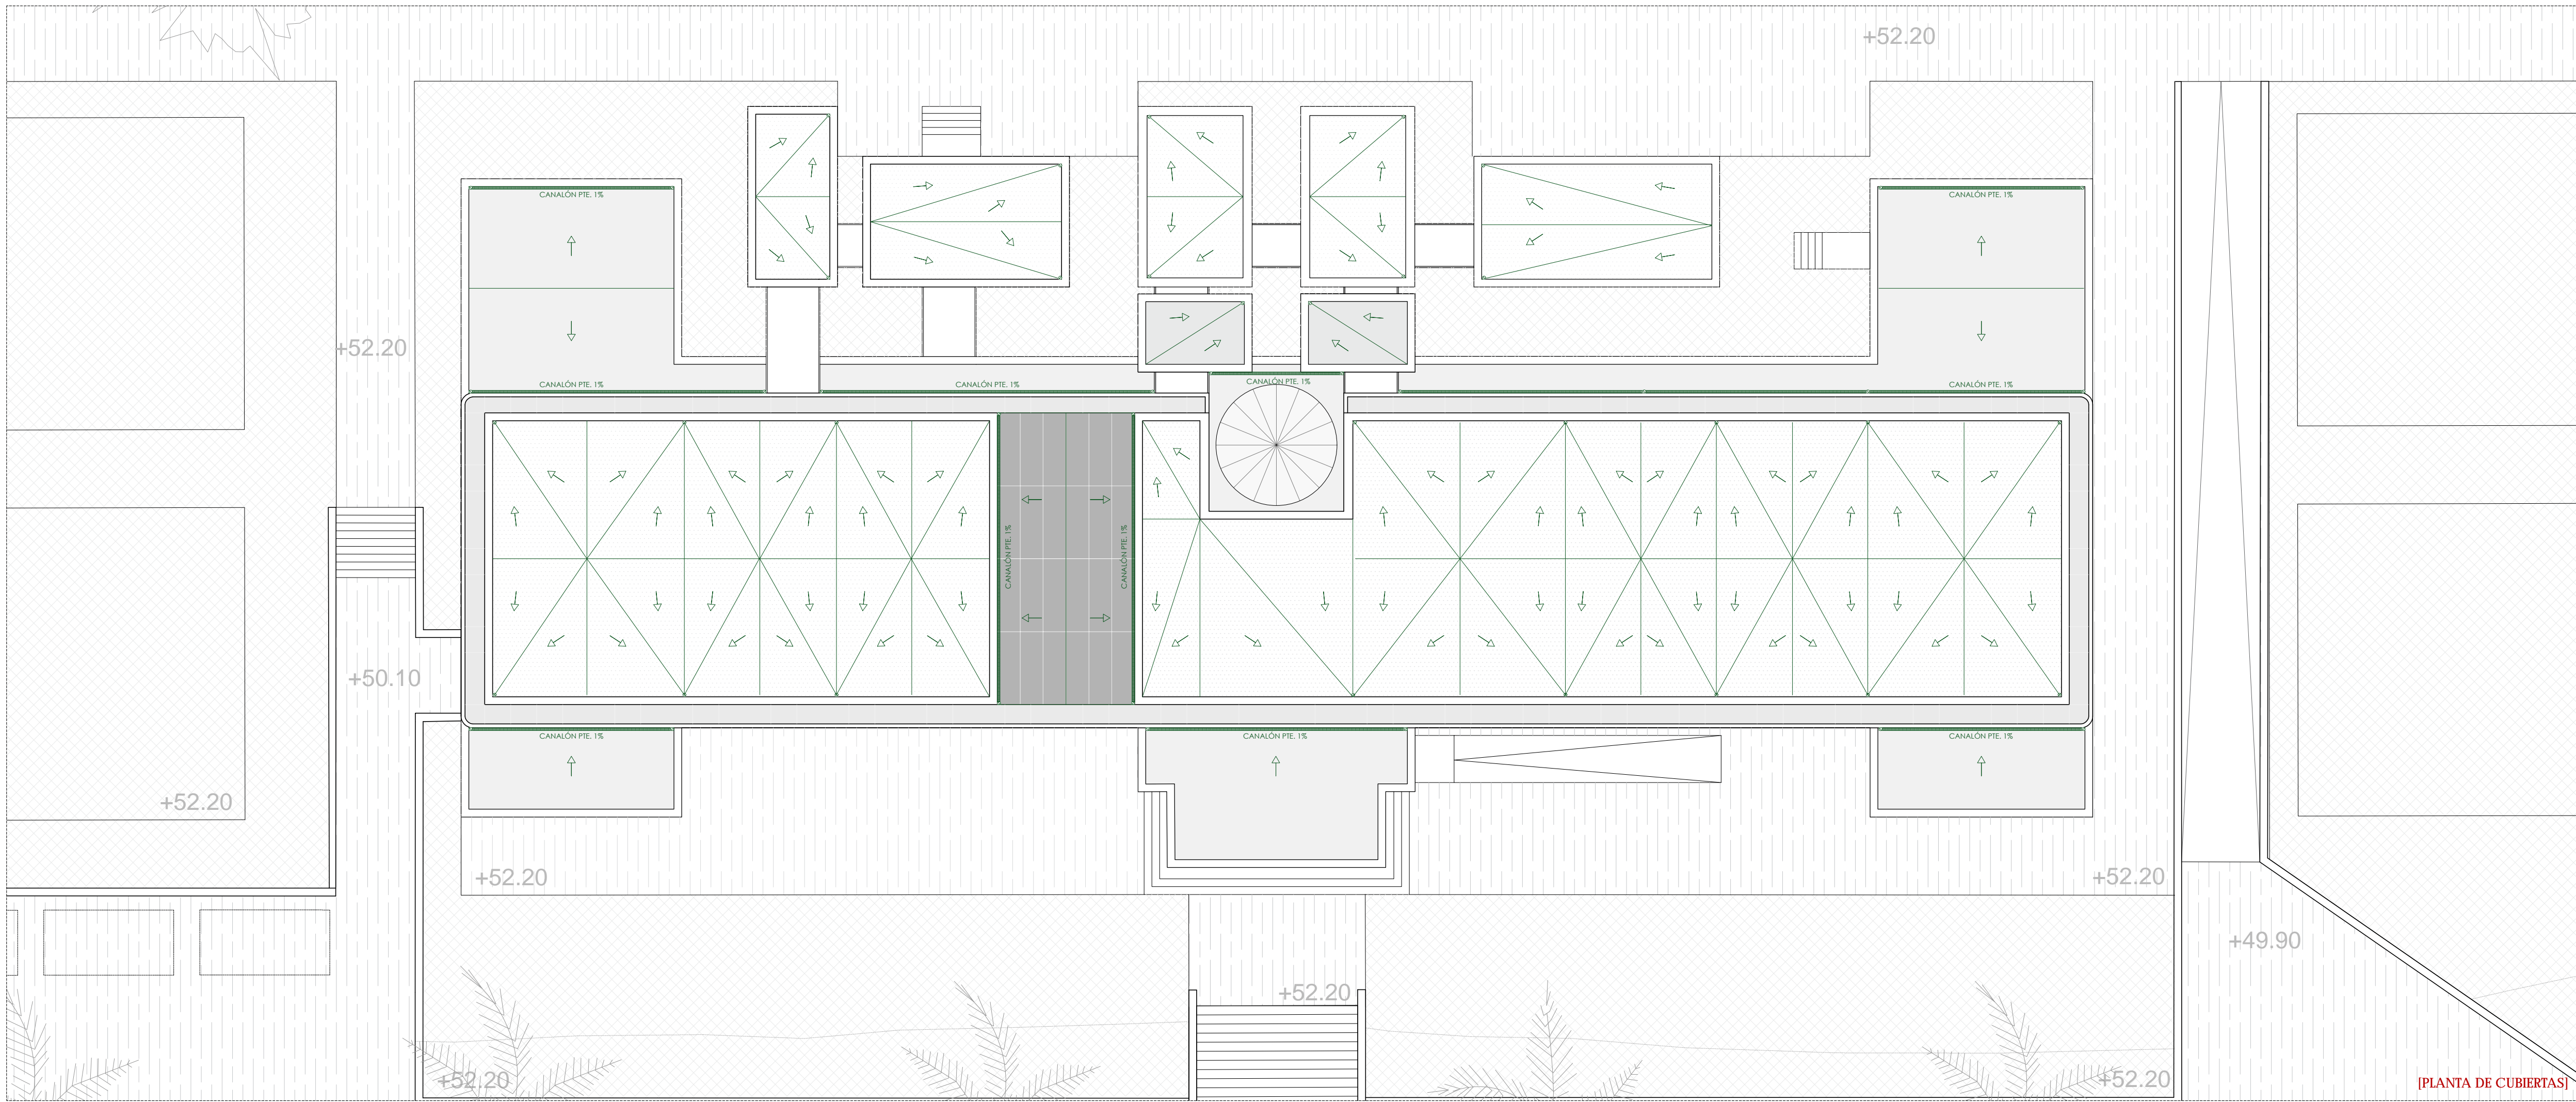 +52.20
CANALÓN PTE. 1%
CANALÓN PTE. 1%
+52.20
CANALÓN PTE. 1%
CANALÓN PTE. 1%
CANALÓN PTE. 1%
CANALÓN PTE. 1%
CANALÓN PTE. 1%
CANALÓN PTE. 1%
+50.10
CANALÓN PTE. 1%
CANALÓN PTE. 1%
CANALÓN PTE. 1%
+52.20
+52.20
+52.20
+49.90
+52.20
+52.20
+52.20
[PLANTA DE CUBIERTAS]